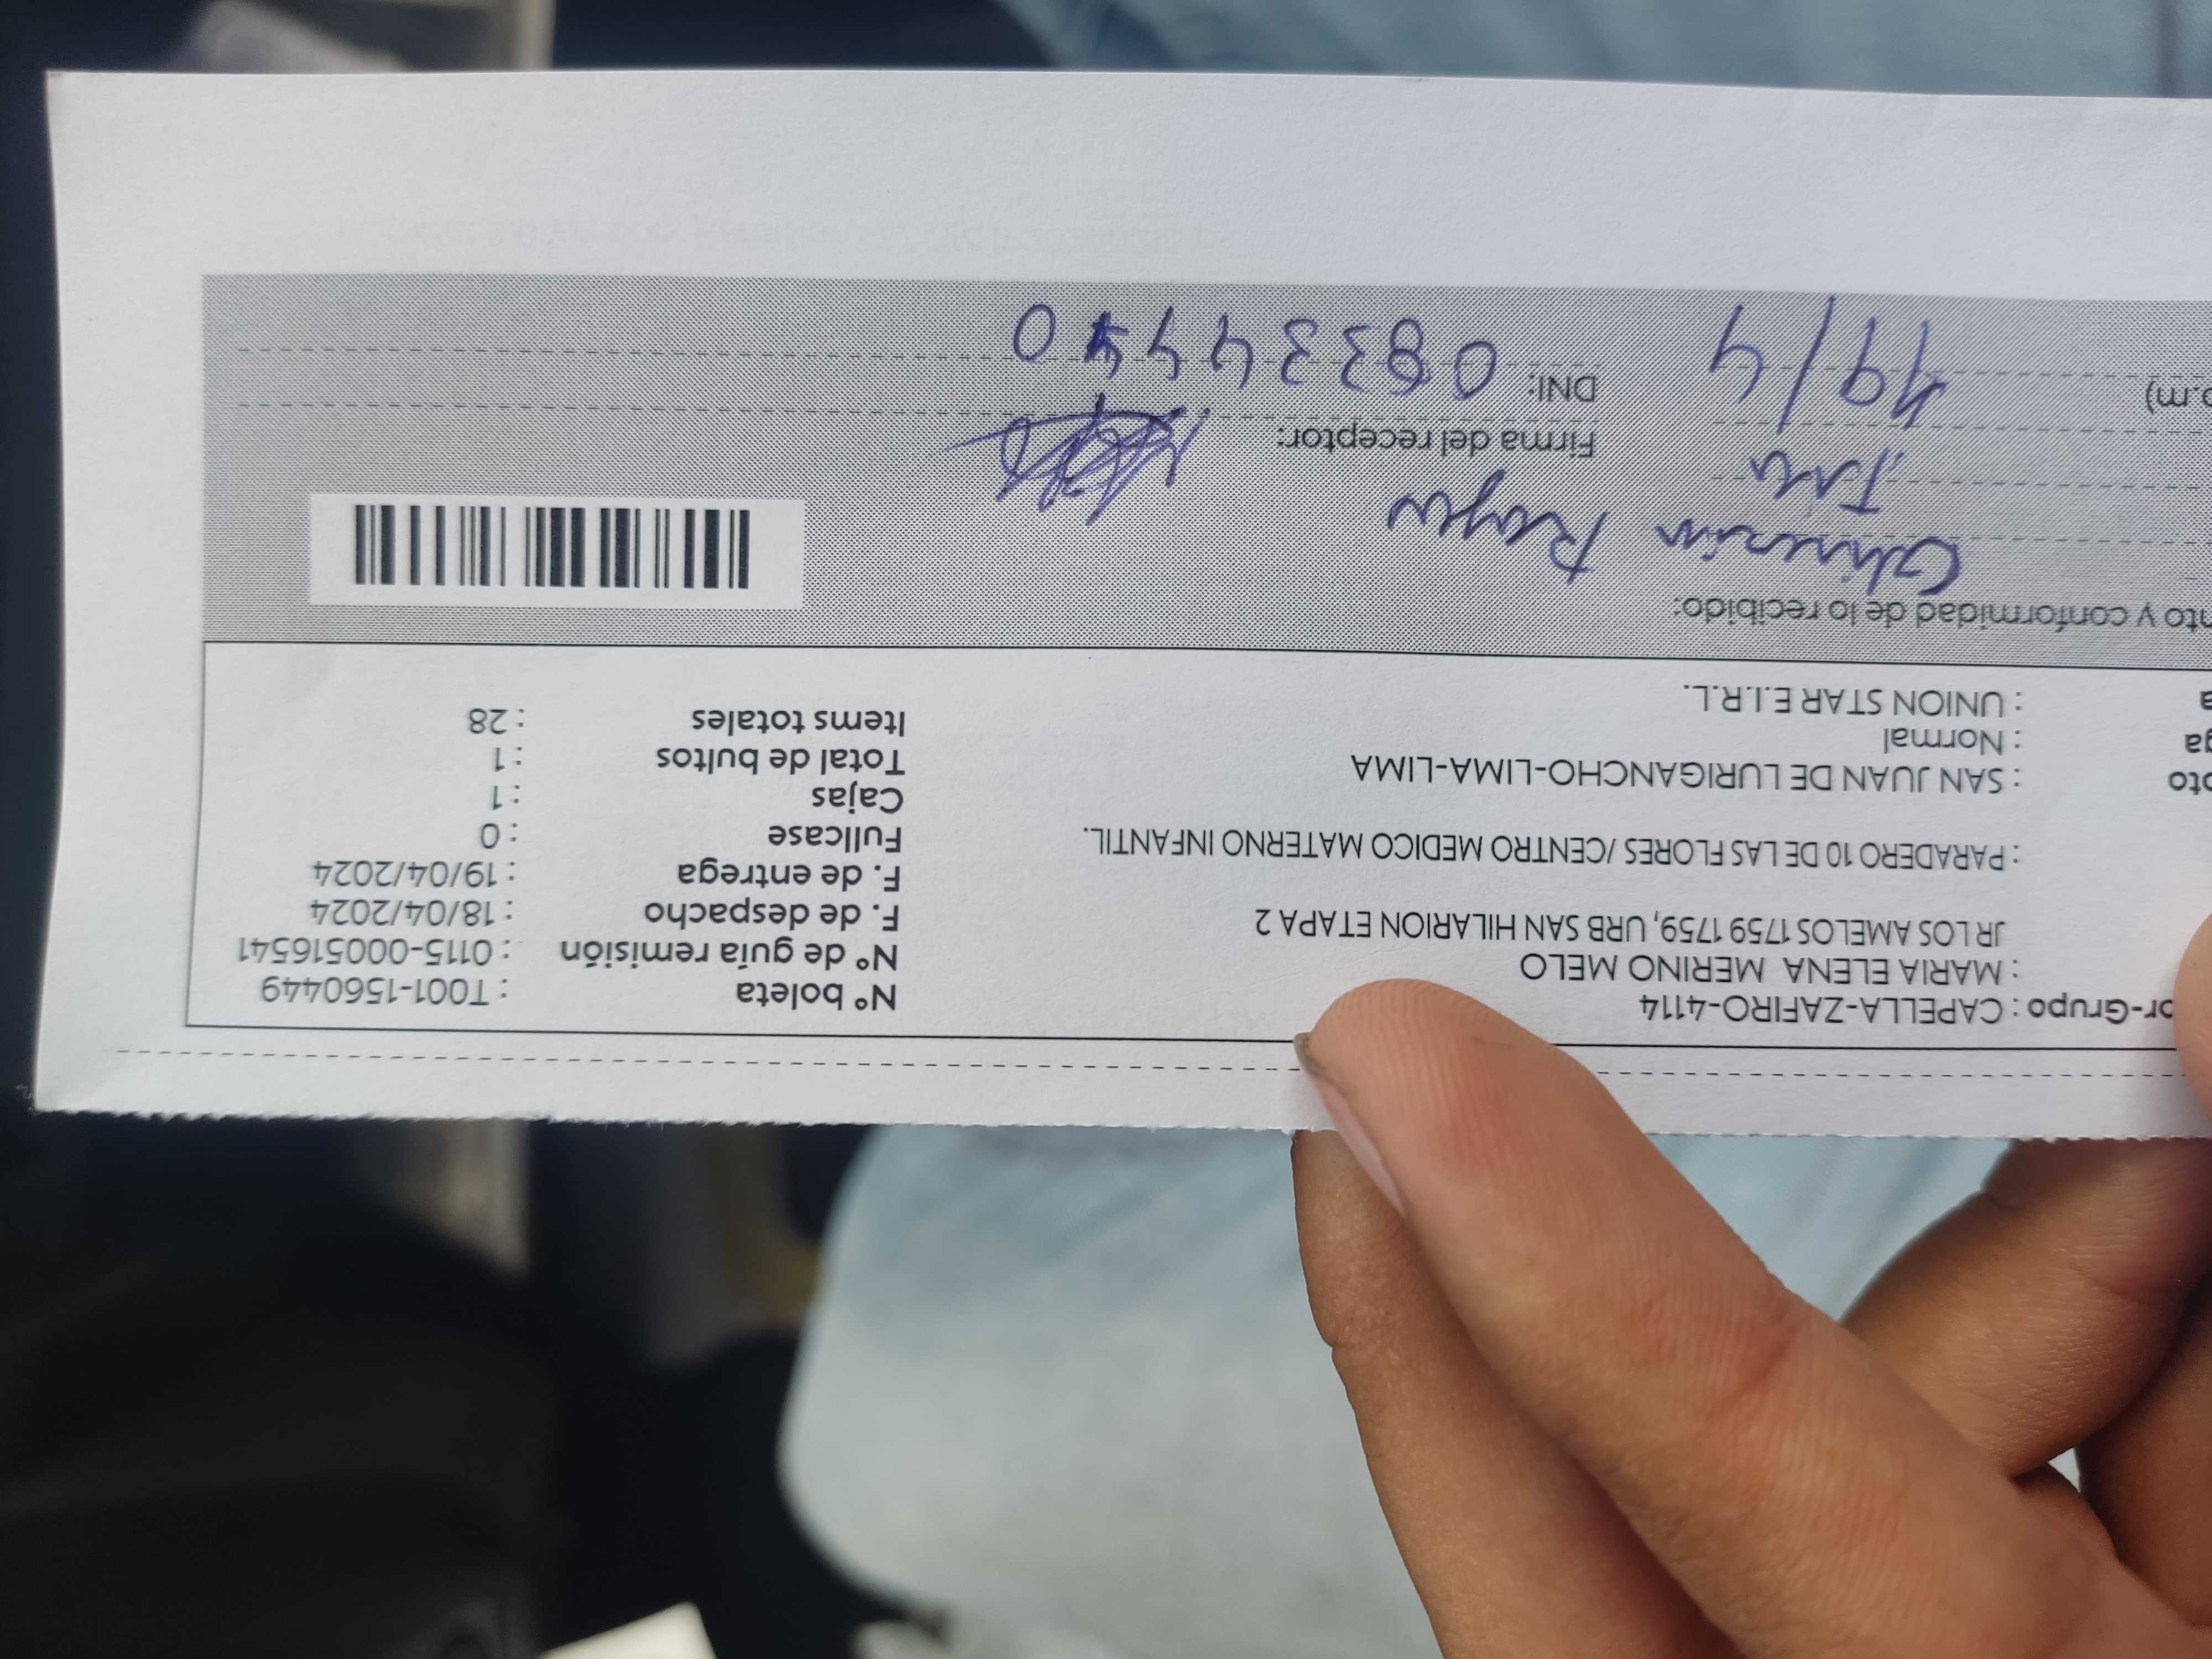 or-Grupo : CAPELLA-ZAFIRO-4114
: MARIA ELENA MERINO MELO
JR LOS AMELOS 1759 1759, URB SAN HILARION ETAPA 2
: PARADERO 10 DE LAS FLORES /CENTRO MEDICO MATERNO INFANTIL.
oto : SAN JUAN DE LURIGANCHO-LIMA-LIMA
ga : Normal
a : UNION STAR E.I.R.L.
Nº boleta : T001-1560449
Nº de guía remisión : 0115-000516541
F. de despacho : 18/04/2024
F. de entrega : 19/04/2024
Fullcase : 0
Cajas : 1
Total de bultos : 1
Items totales : 28
nto y conformidad de lo recibido:
Firma del receptor:
p.m) 19/4
DNI: